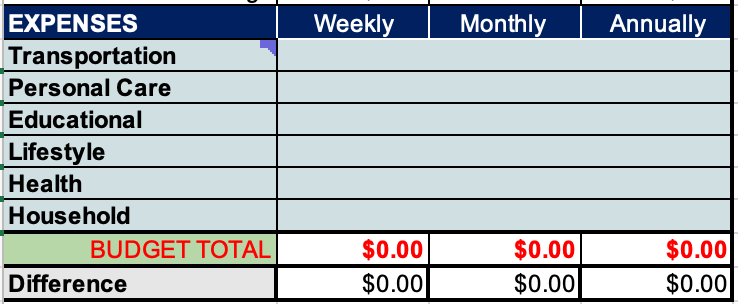 EXPENSES Weekly Monthly Annually
Transportation
Personal Care
Educational
Lifestyle
Health
Household
BUDGET TOTAL $0.00 $0.00 $0.00
Difference $0.00 $0.00 $0.00